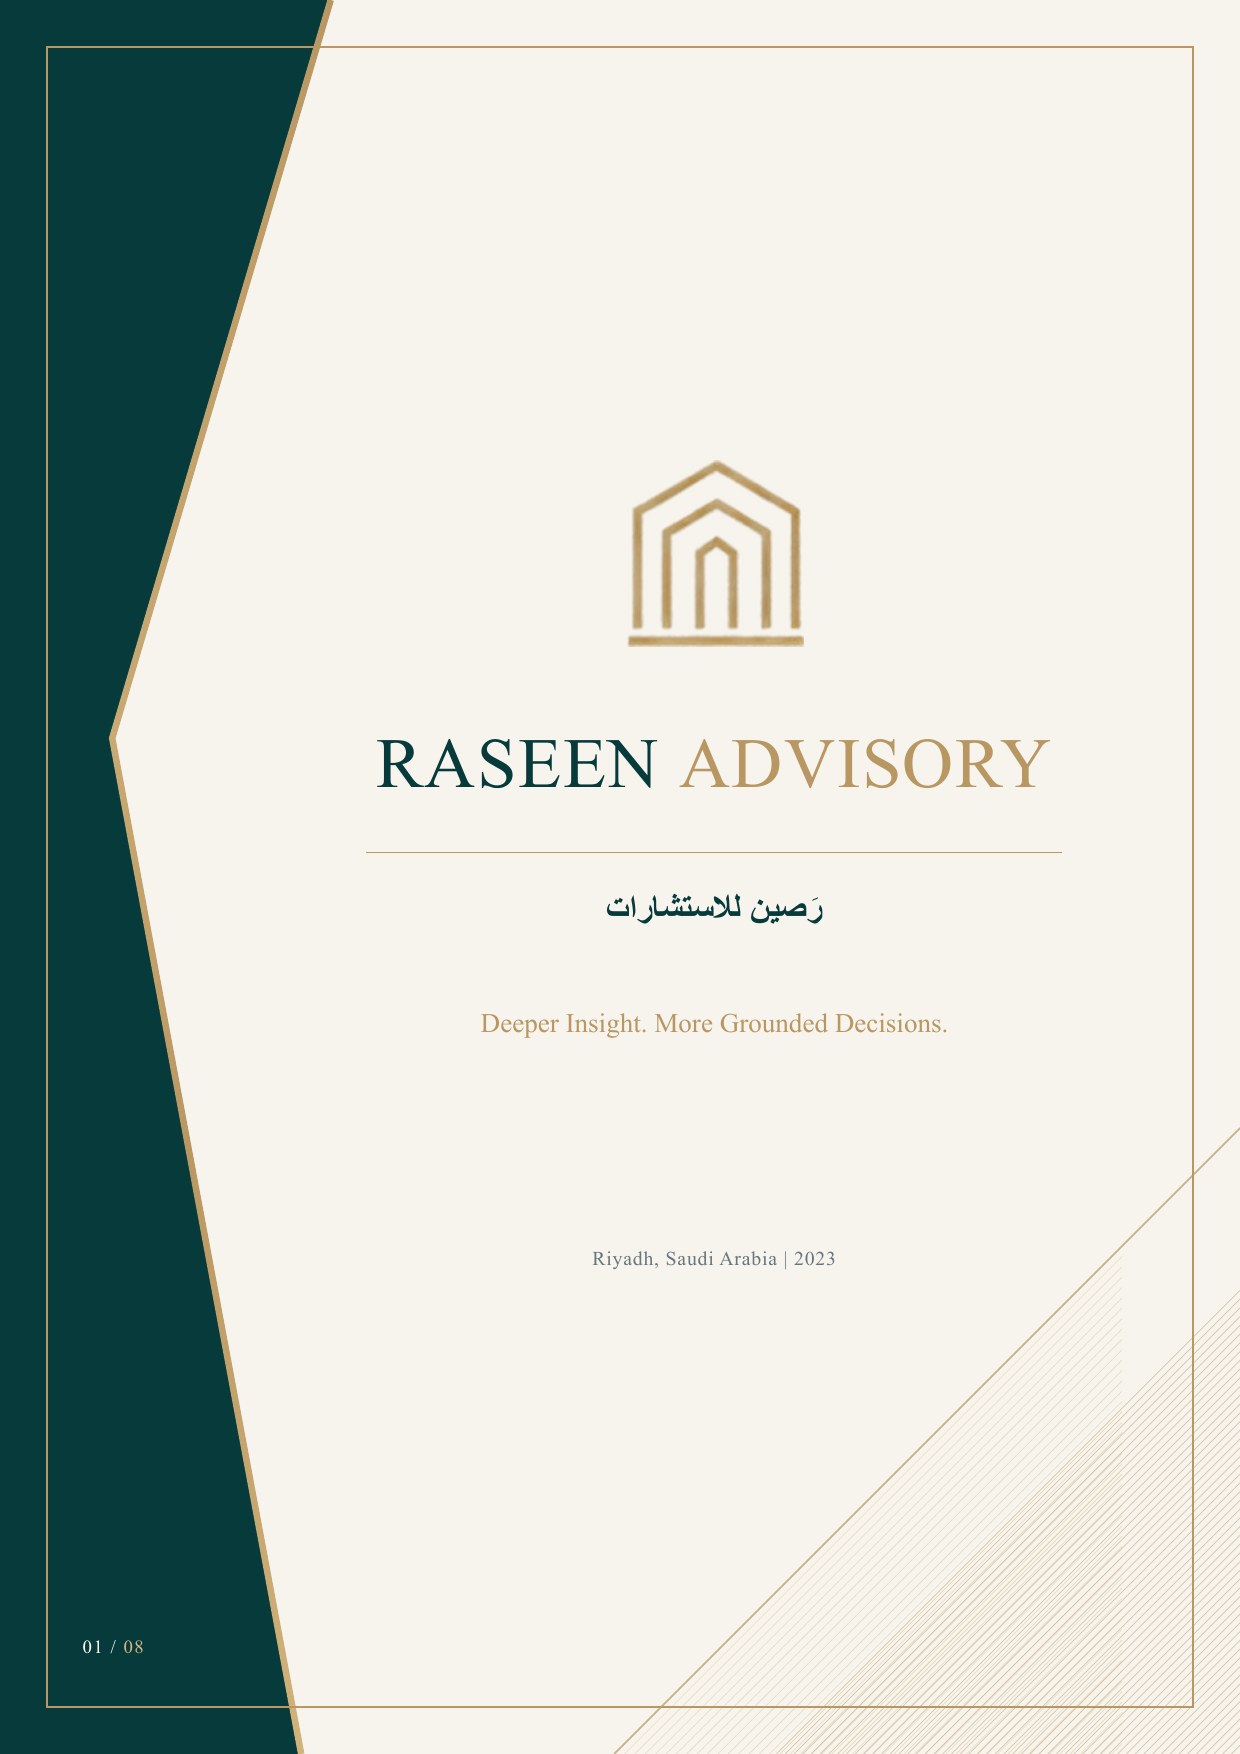 RASEEN ADVISORY
رَصين للاستشارات
Deeper Insight. More Grounded Decisions.
Riyadh, Saudi Arabia | 2023
01 / 08